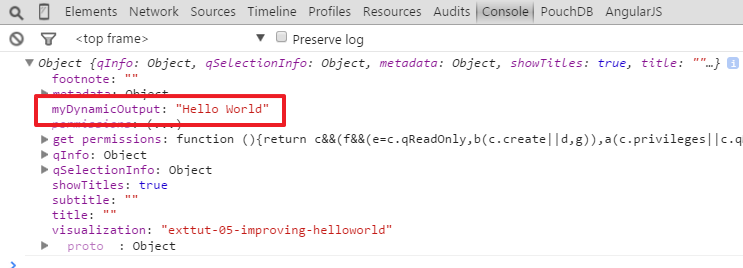 Elements Network Sources Timeline Profiles Resources Audits Console PouchDB AngularJS
<top frame> Preserve log
Object {qInfo: Object, qSelectionInfo: Object, metadata: Object, showTitles: true, title: ""…}
footnote: ""
metadata: Object
myDynamicOutput: "Hello World"
permissions: (...)
get permissions: function (){return c&&(f&&(e=c.qReadOnly,b(c.create||d,g)),a(c.privileges||c.q
qInfo: Object
qSelectionInfo: Object
showTitles: true
subtitle: ""
title: ""
visualization: "exttut-05-improving-helloworld"
proto : Object